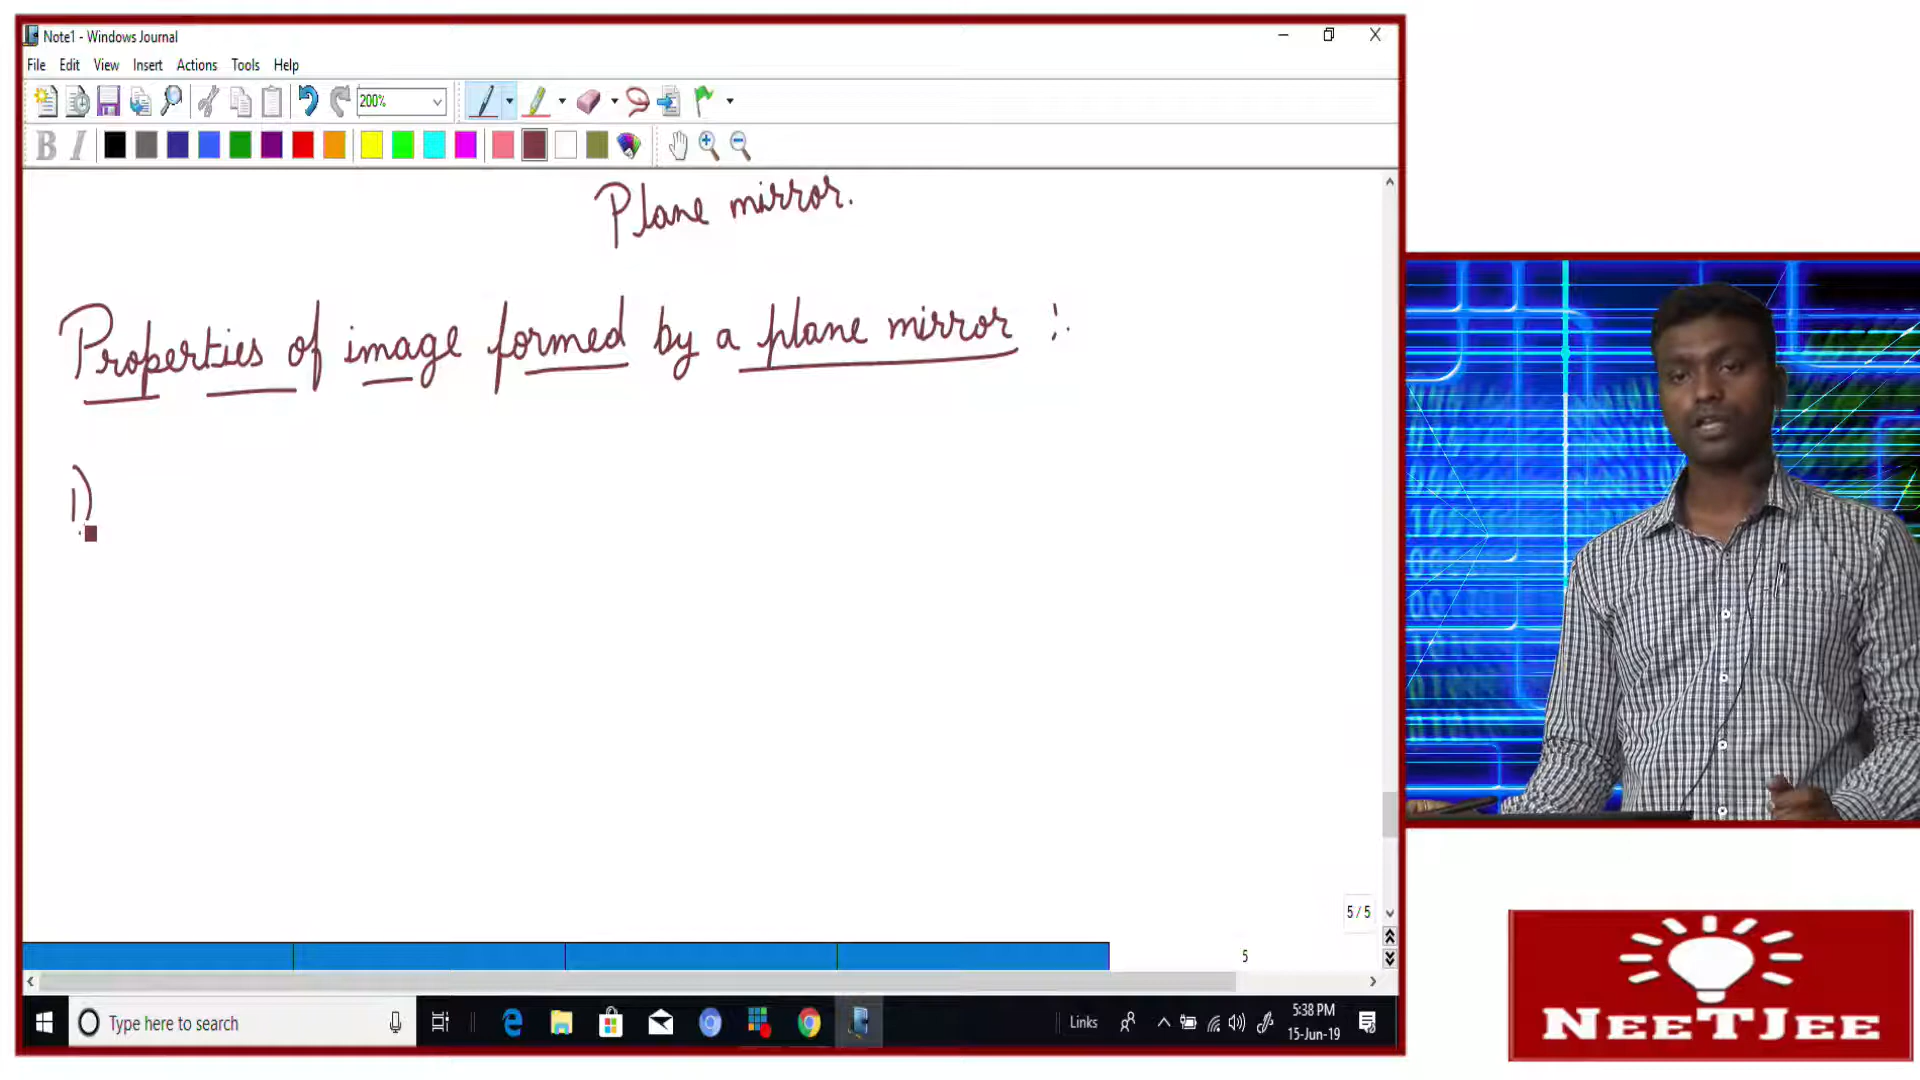 Note1 - Windows Journal
File Edit View Insert Actions Tools Help
200%
B I
Plane mirror.
Properties of image formed by a plane mirror :-
1)
5 / 5
5
Type here to search
Links
5:38 PM
15-Jun-19
NEETJEE